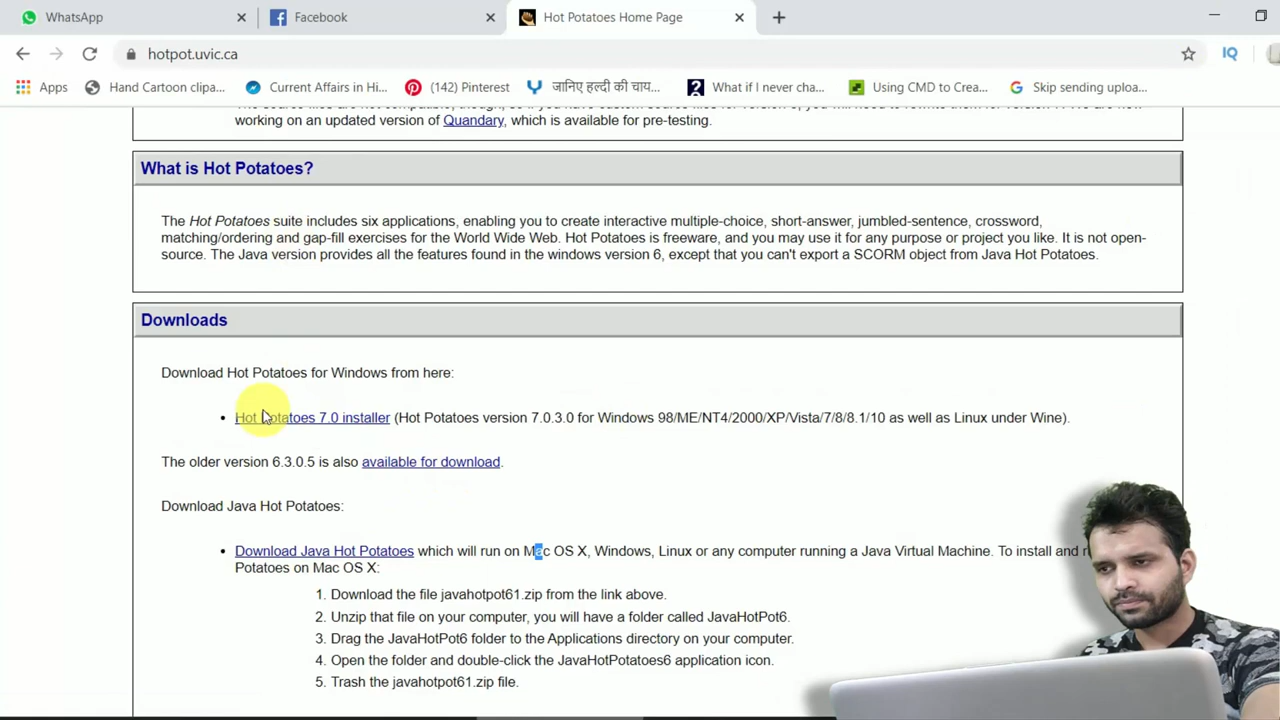 WhatsApp
Facebook
Hot Potatoes Home Page
hotpot.uvic.ca
IQ
Apps
Hand Cartoon clipa...
Current Affairs in Hi...
(142) Pinterest
जानिए हल्दी की चाय...
What if I never cha...
Using CMD to Crea...
Skip sending uploa...
working on an updated version of Quandary, which is available for pre-testing.
What is Hot Potatoes?
The Hot Potatoes suite includes six applications, enabling you to create interactive multiple-choice, short-answer, jumbled-sentence, crossword,
matching/ordering and gap-fill exercises for the World Wide Web. Hot Potatoes is freeware, and you may use it for any purpose or project you like. It is not open-
source. The Java version provides all the features found in the windows version 6, except that you can't export a SCORM object from Java Hot Potatoes.
Downloads
Download Hot Potatoes for Windows from here:
• Hot Potatoes 7.0 installer (Hot Potatoes version 7.0.3.0 for Windows 98/ME/NT4/2000/XP/Vista/7/8/8.1/10 as well as Linux under Wine).
The older version 6.3.0.5 is also available for download.
Download Java Hot Potatoes:
• Download Java Hot Potatoes which will run on Mac OS X, Windows, Linux or any computer running a Java Virtual Machine. To install and
Potatoes on Mac OS X:
1. Download the file javahotpot61.zip from the link above.
2. Unzip that file on your computer, you will have a folder called JavaHotPot6.
3. Drag the JavaHotPot6 folder to the Applications directory on your computer.
4. Open the folder and double-click the JavaHotPotatoes6 application icon.
5. Trash the javahotpot61.zip file.